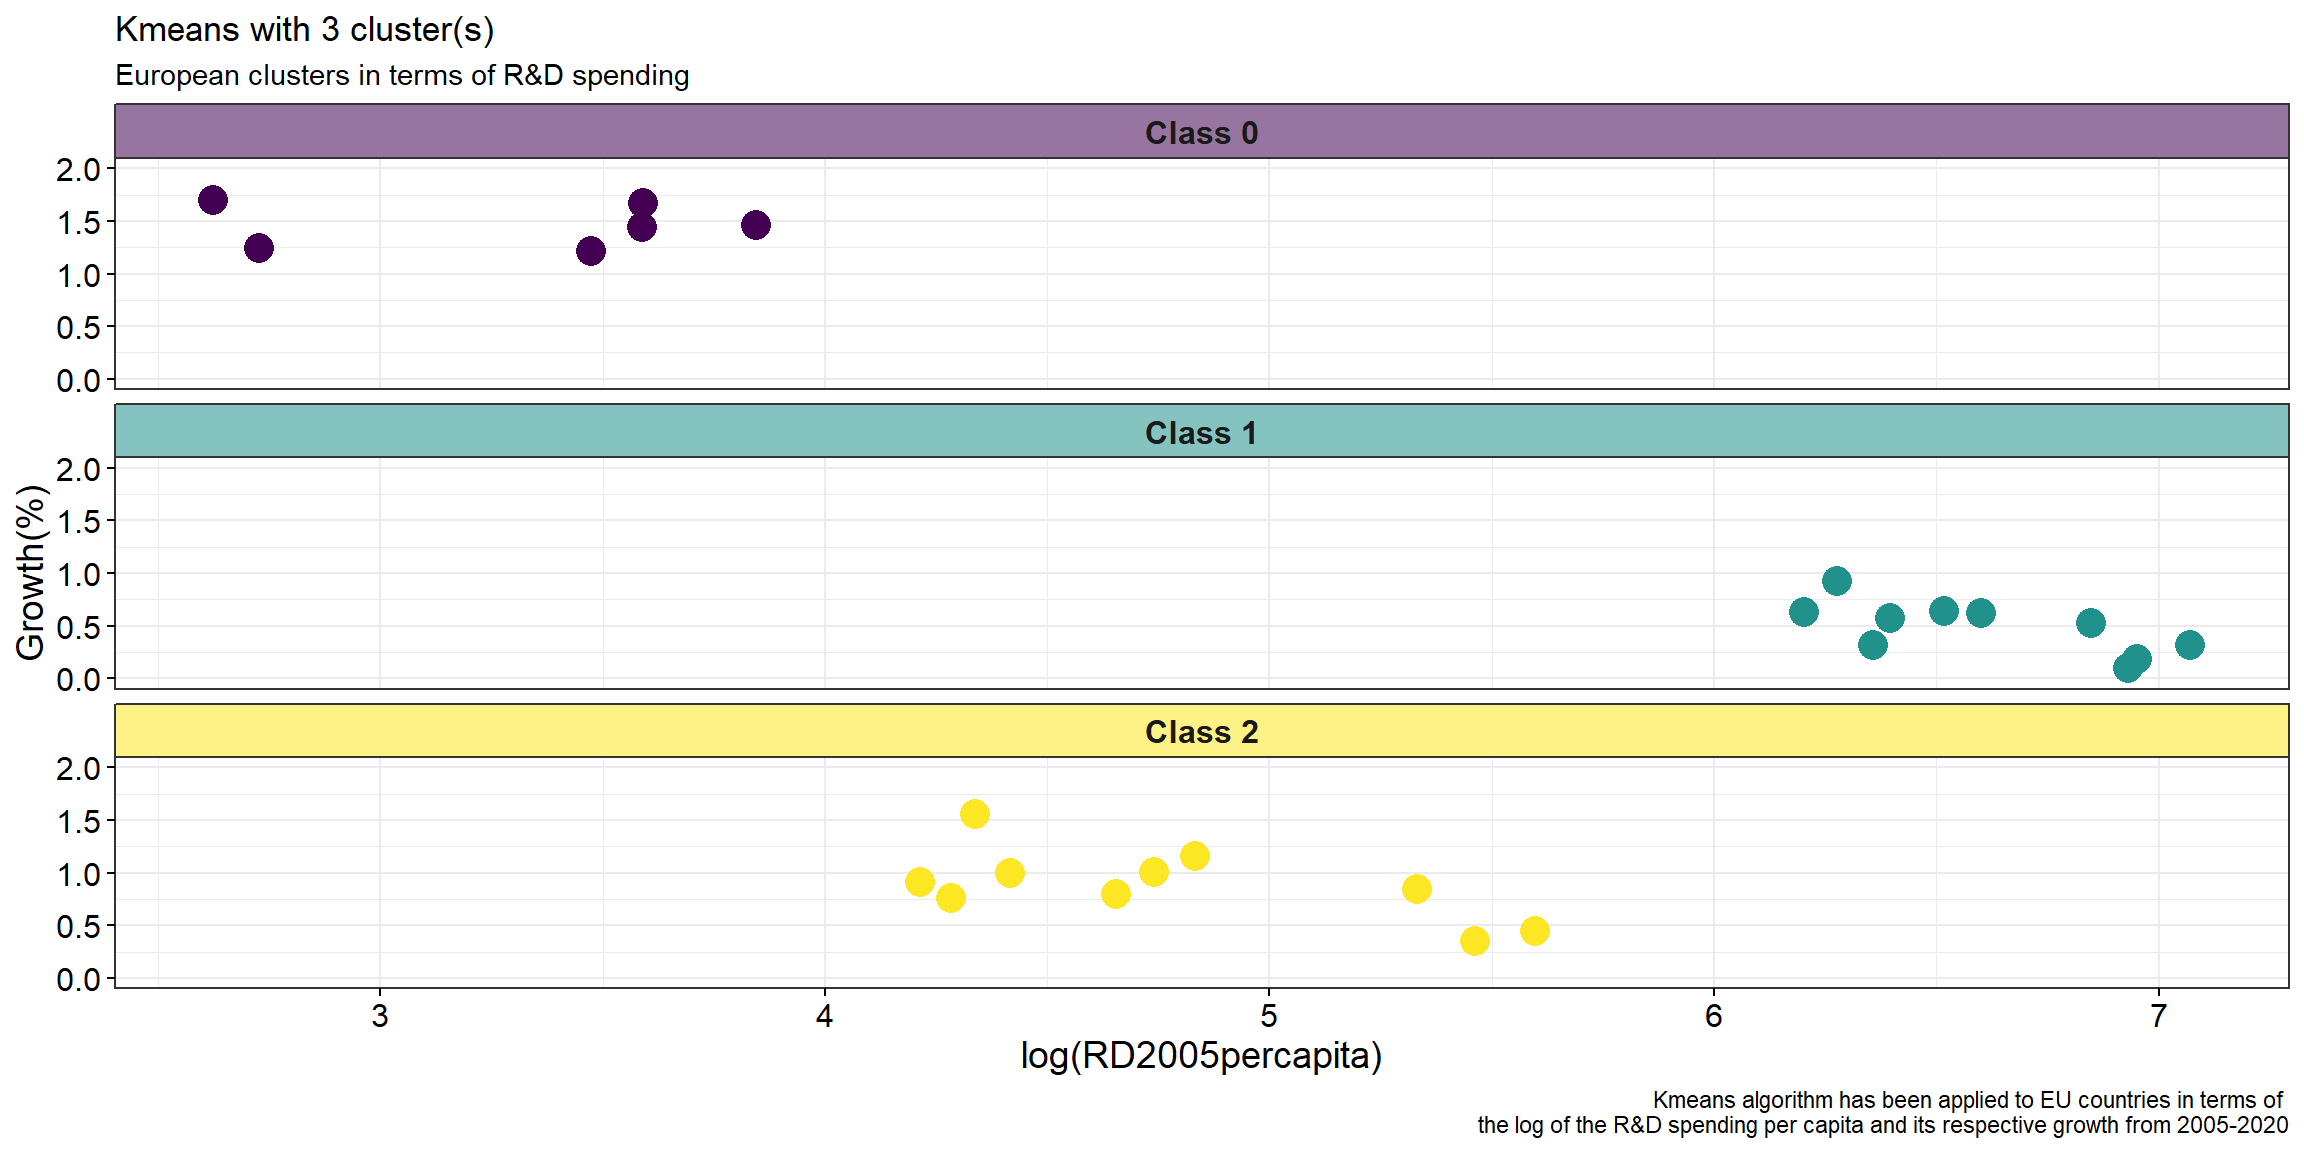 Kmeans with 3 cluster(s)
European clusters in terms of R&D spending
Class 0
2.0
1.5
1.0
0.5
0.0
Class 1
2.0
1.5
1.0
0.5
0.0
Growth(%)
Class 2
2.0
1.5
1.0
0.5
0.0
3 4 5 6 7
log(RD2005percapita)
Kmeans algorithm has been applied to EU countries in terms of
the log of the R&D spending per capita and its respective growth from 2005-2020